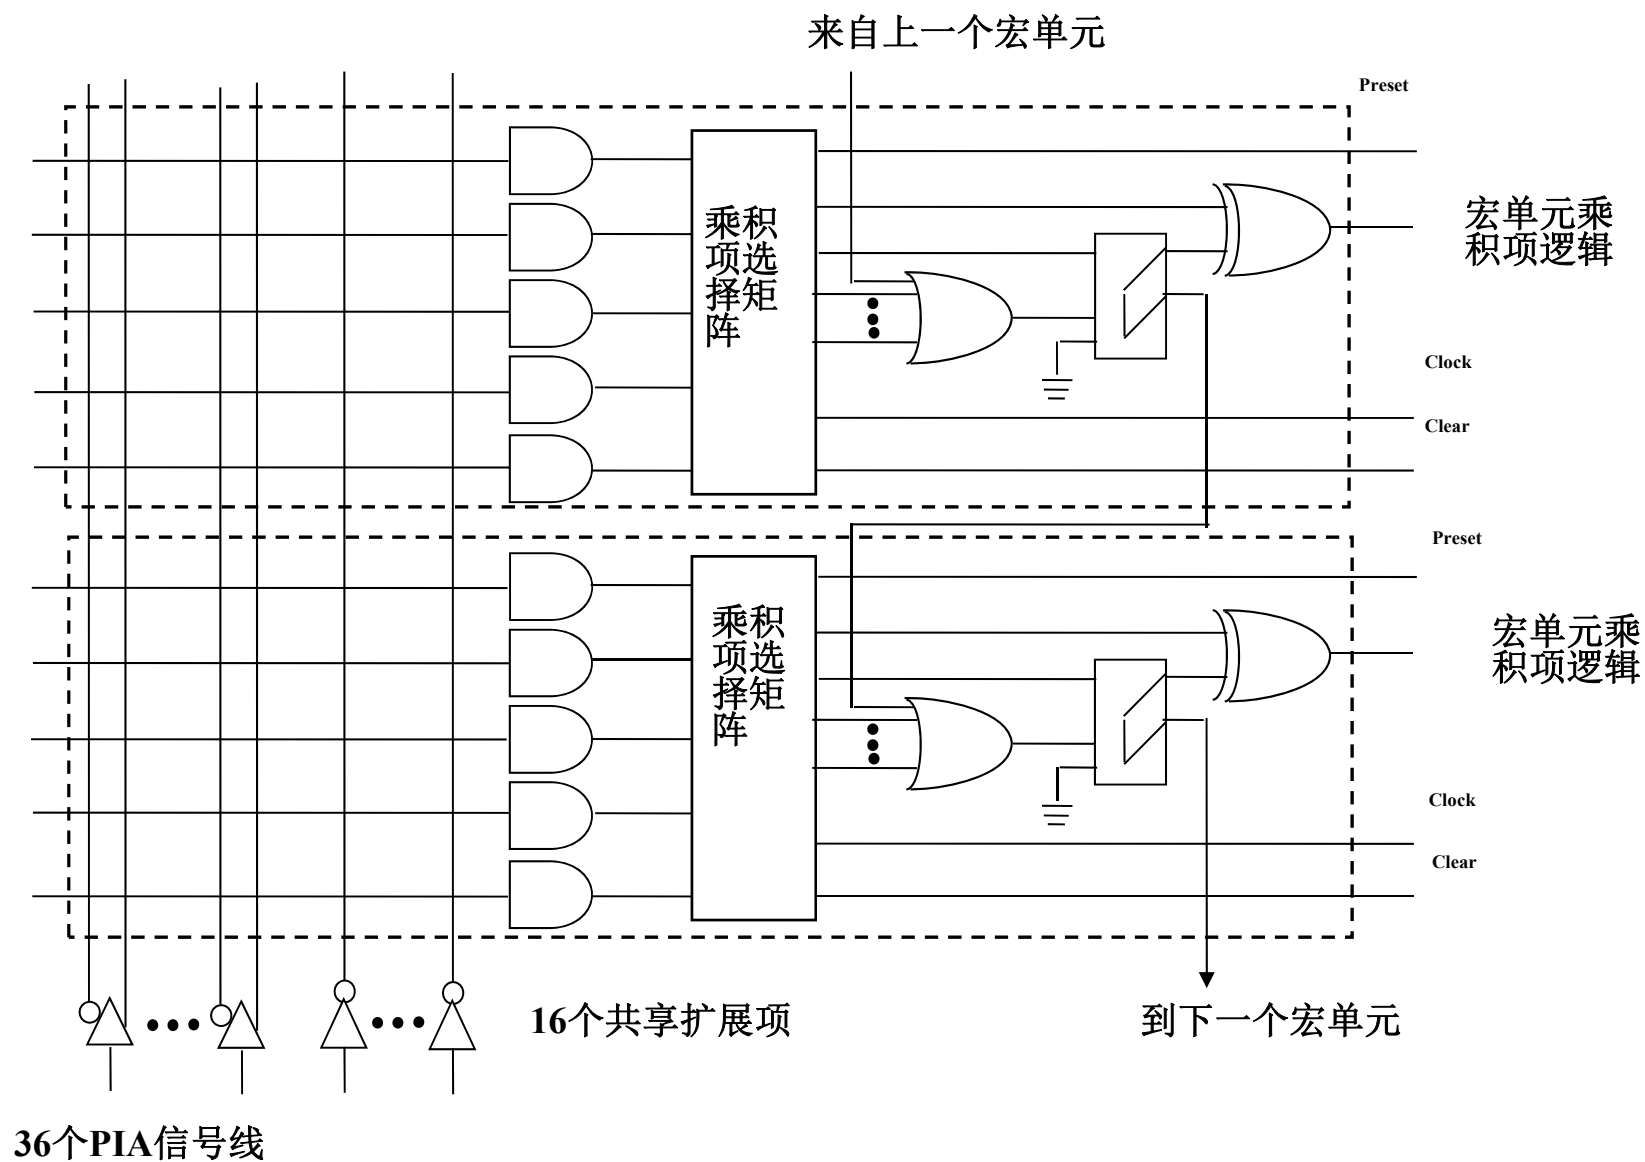 来自上一个宏单元
Preset
乘积
项选
择矩
阵
宏单元乘
积项逻辑
Clock
Clear
Preset
乘积
项选
择矩
阵
宏单元乘
积项逻辑
Clock
Clear
16个共享扩展项
到下一个宏单元
36个PIA信号线